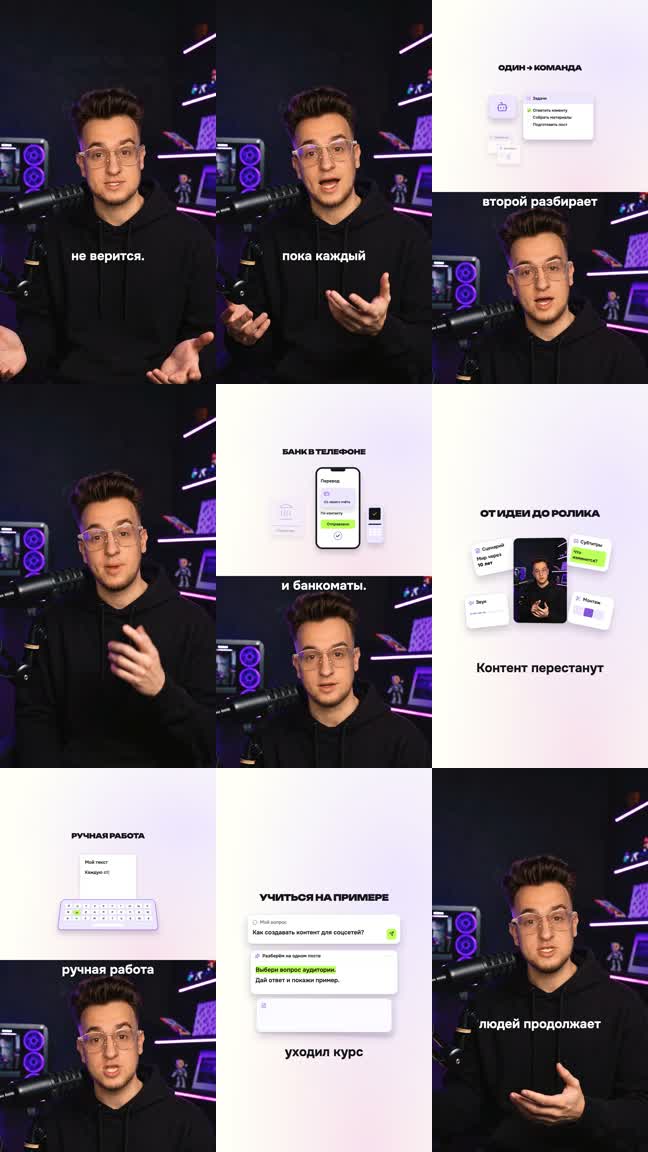 не верится.
пока каждый
ОДИН → КОМАНДА
Задачи
Ответить клиенту
Собрать материалы
Подготовить пост
второй разбирает
БАНК В ТЕЛЕФОНЕ
Перевод
Со своего счёта
По контакту
Отправлено
и банкоматы.
ОТ ИДЕИ ДО РОЛИКА
Сценарий
Мир через
10 лет
Субтитры
Что
изменится?
Звук
Монтаж
Контент перестанут
РУЧНАЯ РАБОТА
Мой текст
Каждую ст
ручная работа
УЧИТЬСЯ НА ПРИМЕРЕ
Мой вопрос
Как создавать контент для соцсетей?
Разберём на одном посте
Выбери вопрос аудитории.
Дай ответ и покажи пример.
уходил курс
людей продолжает